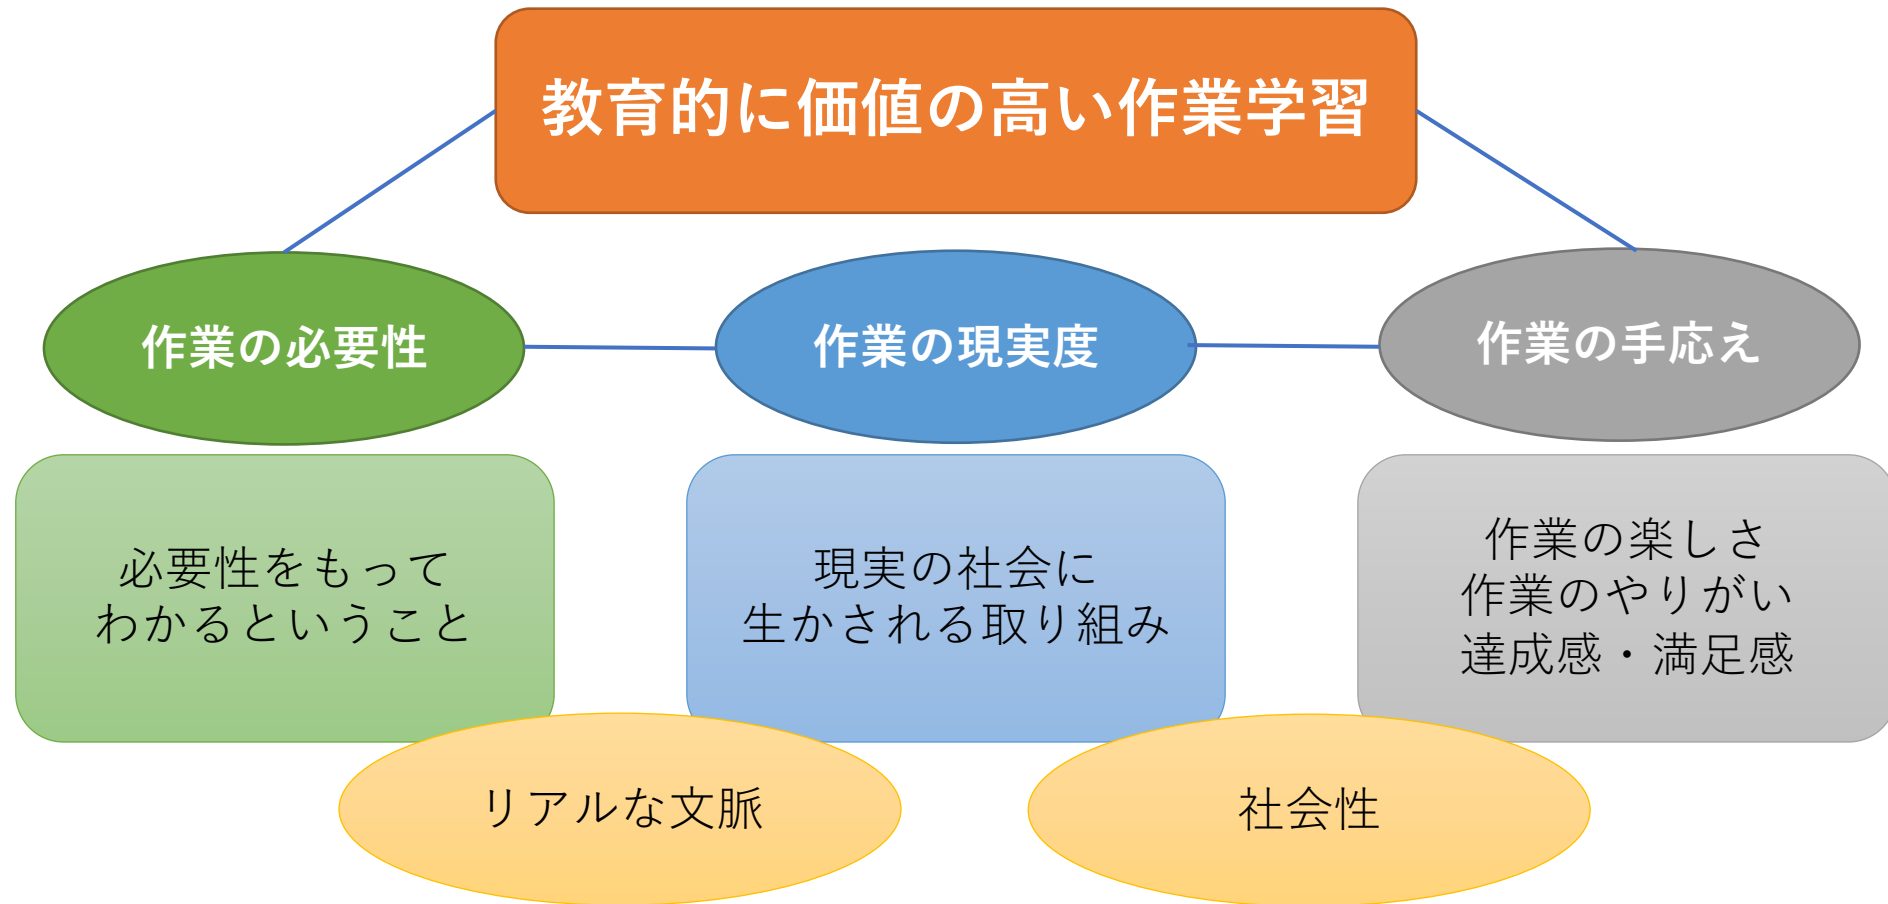 教育的に価値の高い作業学習
作業の必要性
作業の現実度
作業の手応え
必要性をもって
わかるということ
現実の社会に
生かされる取り組み
作業の楽しさ
作業のやりがい
達成感・満足感
リアルな文脈
社会性